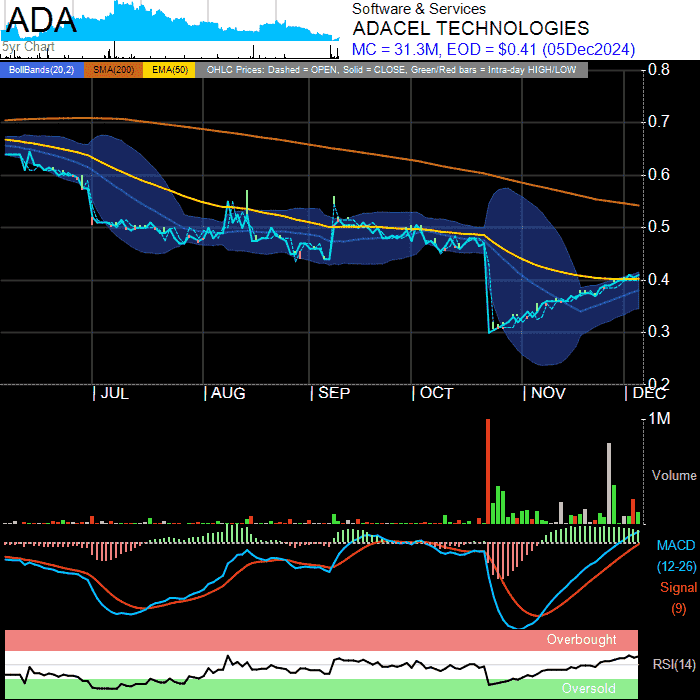 ADA
5yr Chart
Software & Services
ADACEL TECHNOLOGIES
MC = 31.3M, EOD = $0.41 (05Dec2024)
BollBands(20,2) SMA(200) EMA(50) OHLC Prices: Dashed = OPEN, Solid = CLOSE, Green/Red bars = Intra-day HIGH/LOW
0.8
0.7
0.6
0.5
0.4
0.3
0.2
| JUL | AUG | SEP | OCT | NOV | DEC
1M
Volume
MACD
(12-26)
Signal
(9)
Overbought
RSI(14)
Oversold